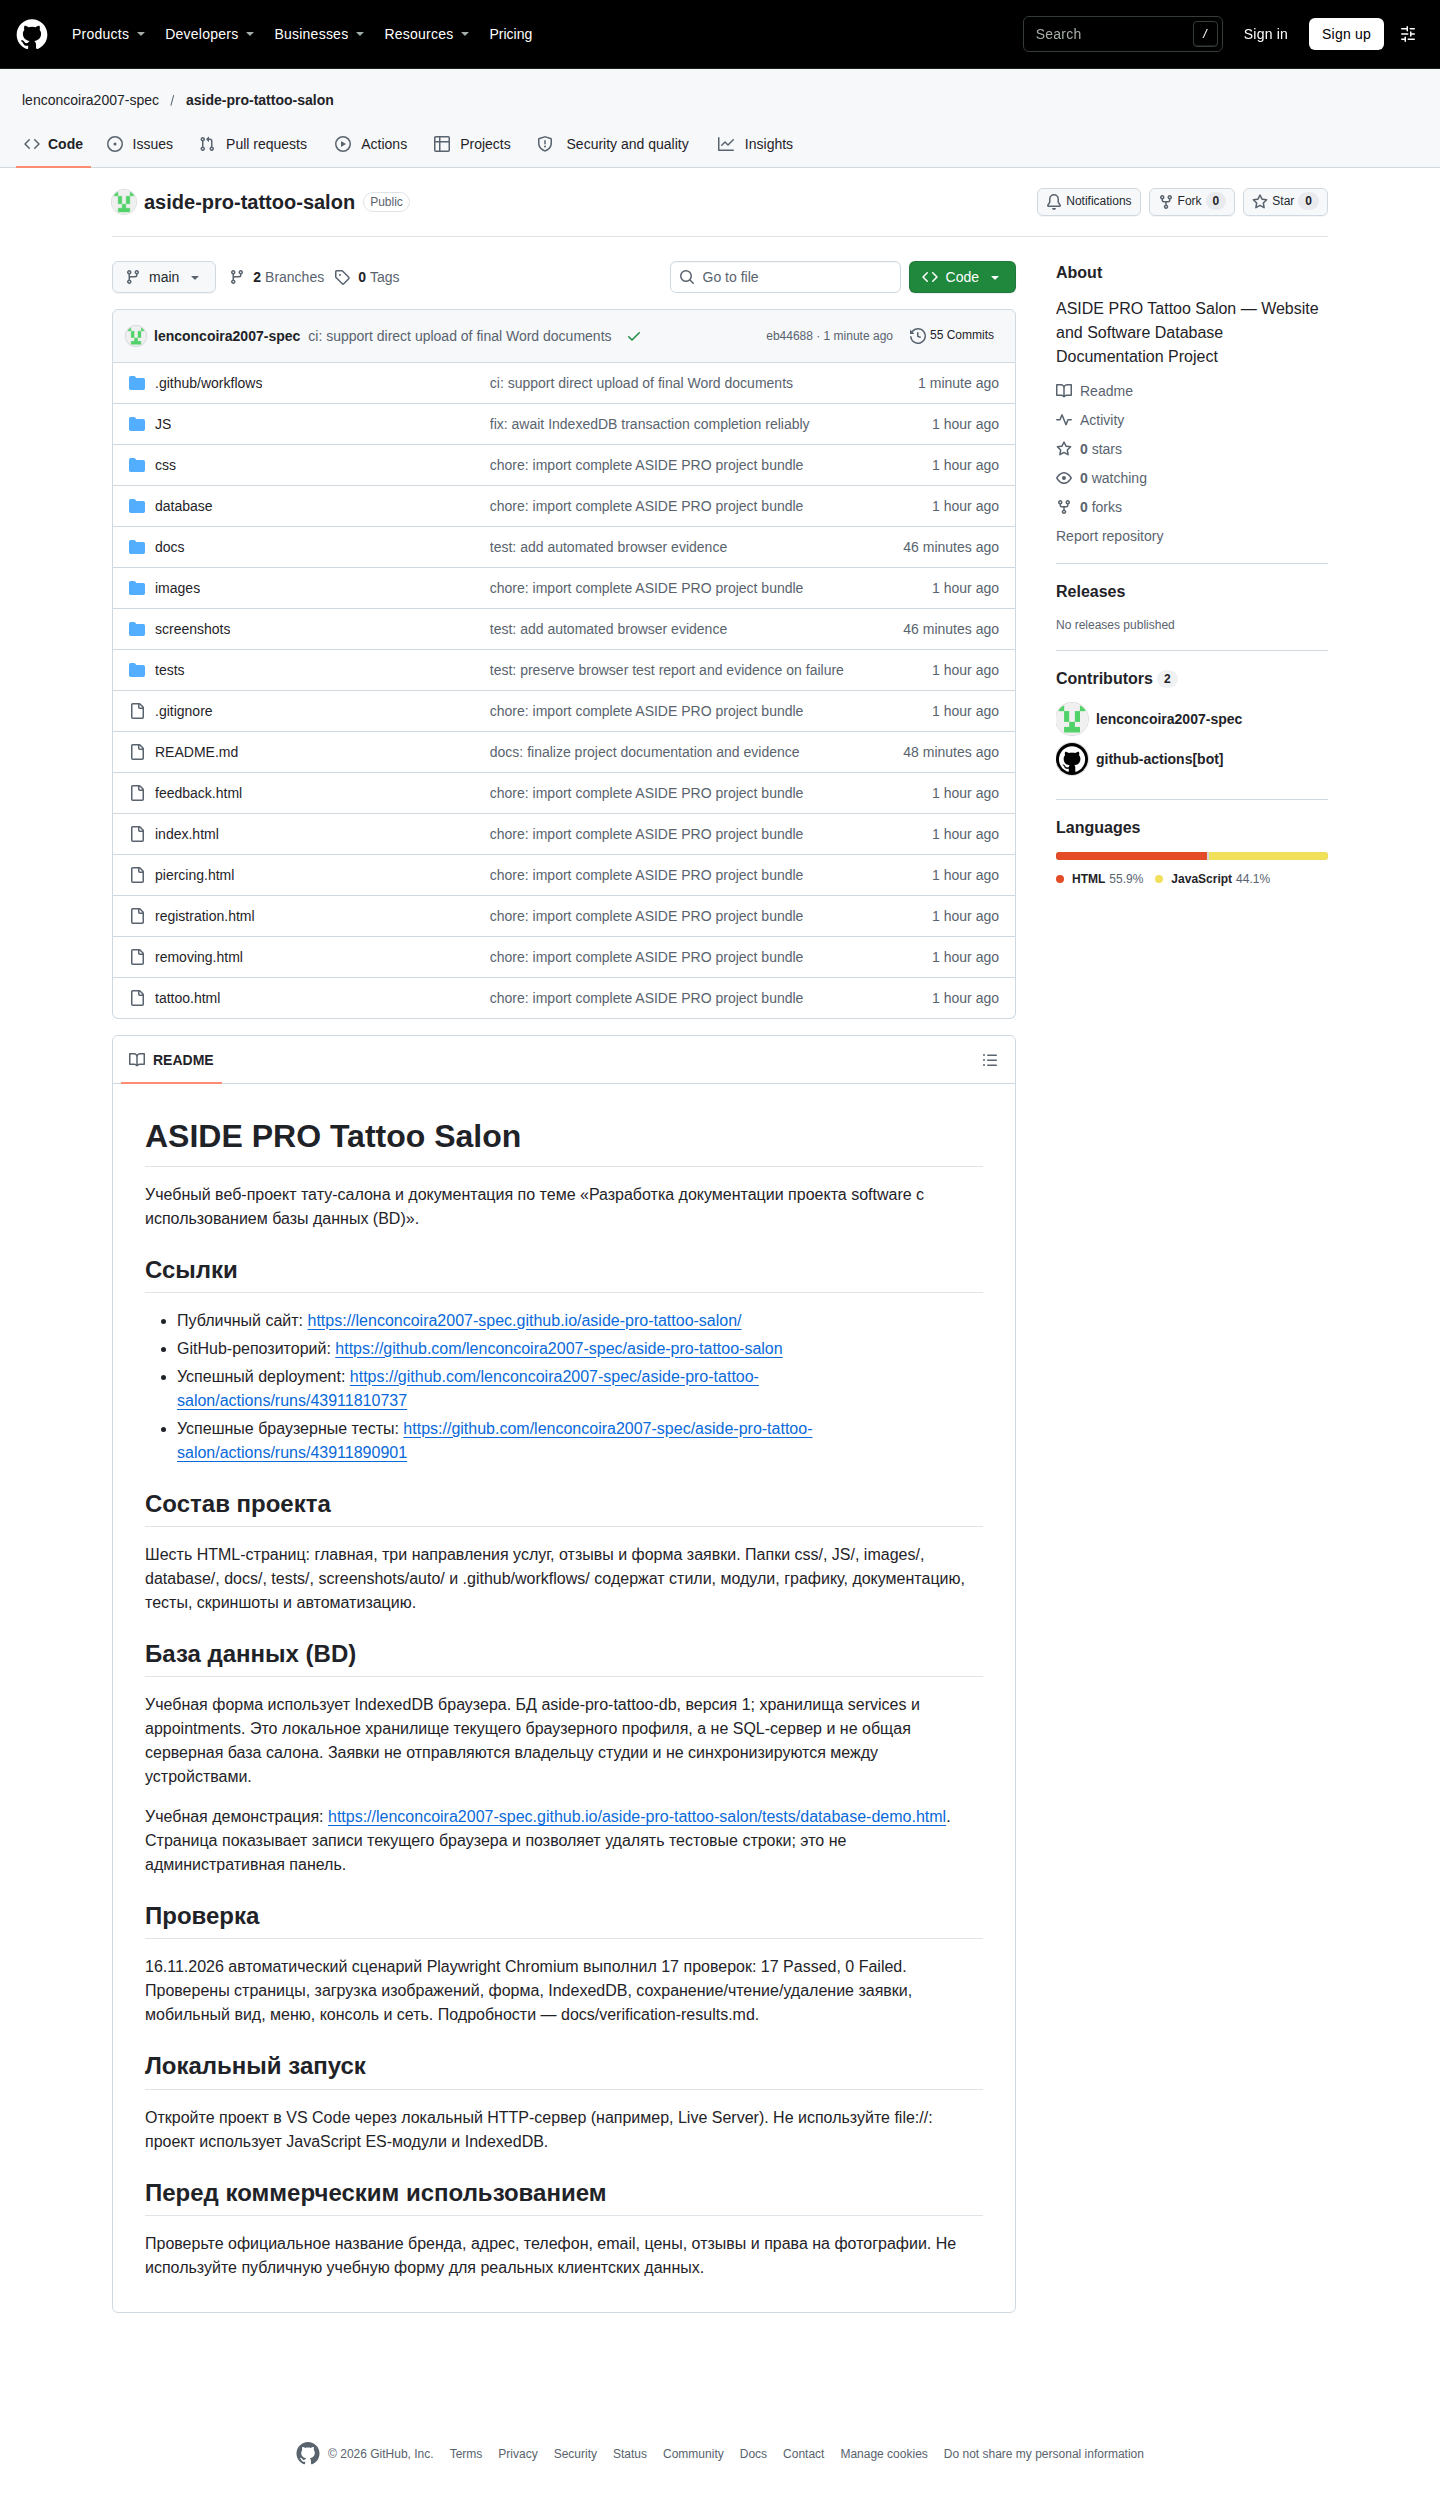 Products Developers Businesses Resources Pricing Search / Sign in Sign up
lenconcoira2007-spec / aside-pro-tattoo-salon
Code Issues Pull requests Actions Projects Security and quality Insights
aside-pro-tattoo-salon Public Notifications Fork 0 Star 0
main 2 Branches 0 Tags Go to file Code
lenconcoira2007-spec ci: support direct upload of final Word documents eb44688 · 1 minute ago 55 Commits
.github/workflows ci: support direct upload of final Word documents 1 minute ago
JS fix: await IndexedDB transaction completion reliably 1 hour ago
css chore: import complete ASIDE PRO project bundle 1 hour ago
database chore: import complete ASIDE PRO project bundle 1 hour ago
docs test: add automated browser evidence 46 minutes ago
images chore: import complete ASIDE PRO project bundle 1 hour ago
screenshots test: add automated browser evidence 46 minutes ago
tests test: preserve browser test report and evidence on failure 1 hour ago
.gitignore chore: import complete ASIDE PRO project bundle 1 hour ago
README.md docs: finalize project documentation and evidence 48 minutes ago
feedback.html chore: import complete ASIDE PRO project bundle 1 hour ago
index.html chore: import complete ASIDE PRO project bundle 1 hour ago
piercing.html chore: import complete ASIDE PRO project bundle 1 hour ago
registration.html chore: import complete ASIDE PRO project bundle 1 hour ago
removing.html chore: import complete ASIDE PRO project bundle 1 hour ago
tattoo.html chore: import complete ASIDE PRO project bundle 1 hour ago
README
ASIDE PRO Tattoo Salon
Учебный веб-проект тату-салона и документация по теме «Разработка документации проекта software с
использованием базы данных (BD)».
Ссылки
Публичный сайт: https://lenconcoira2007-spec.github.io/aside-pro-tattoo-salon/
GitHub-репозиторий: https://github.com/lenconcoira2007-spec/aside-pro-tattoo-salon
Успешный deployment: https://github.com/lenconcoira2007-spec/aside-pro-tattoo-
salon/actions/runs/43911810737
Успешные браузерные тесты: https://github.com/lenconcoira2007-spec/aside-pro-tattoo-
salon/actions/runs/43911890901
Состав проекта
Шесть HTML-страниц: главная, три направления услуг, отзывы и форма заявки. Папки css/, JS/, images/,
database/, docs/, tests/, screenshots/auto/ и .github/workflows/ содержат стили, модули, графику, документацию,
тесты, скриншоты и автоматизацию.
База данных (BD)
Учебная форма использует IndexedDB браузера. БД aside-pro-tattoo-db, версия 1; хранилища services и
appointments. Это локальное хранилище текущего браузерного профиля, а не SQL-сервер и не общая
серверная база салона. Заявки не отправляются владельцу студии и не синхронизируются между
устройствами.
Учебная демонстрация: https://lenconcoira2007-spec.github.io/aside-pro-tattoo-salon/tests/database-demo.html.
Страница показывает записи текущего браузера и позволяет удалять тестовые строки; это не
административная панель.
Проверка
16.11.2026 автоматический сценарий Playwright Chromium выполнил 17 проверок: 17 Passed, 0 Failed.
Проверены страницы, загрузка изображений, форма, IndexedDB, сохранение/чтение/удаление заявки,
мобильный вид, меню, консоль и сеть. Подробности — docs/verification-results.md.
Локальный запуск
Откройте проект в VS Code через локальный HTTP-сервер (например, Live Server). Не используйте file://:
проект использует JavaScript ES-модули и IndexedDB.
Перед коммерческим использованием
Проверьте официальное название бренда, адрес, телефон, email, цены, отзывы и права на фотографии. Не
используйте публичную учебную форму для реальных клиентских данных.
About
ASIDE PRO Tattoo Salon — Website
and Software Database
Documentation Project
Readme
Activity
0 stars
0 watching
0 forks
Report repository
Releases
No releases published
Contributors 2
lenconcoira2007-spec
github-actions[bot]
Languages
HTML 55.9% JavaScript 44.1%
© 2026 GitHub, Inc. Terms Privacy Security Status Community Docs Contact Manage cookies Do not share my personal information